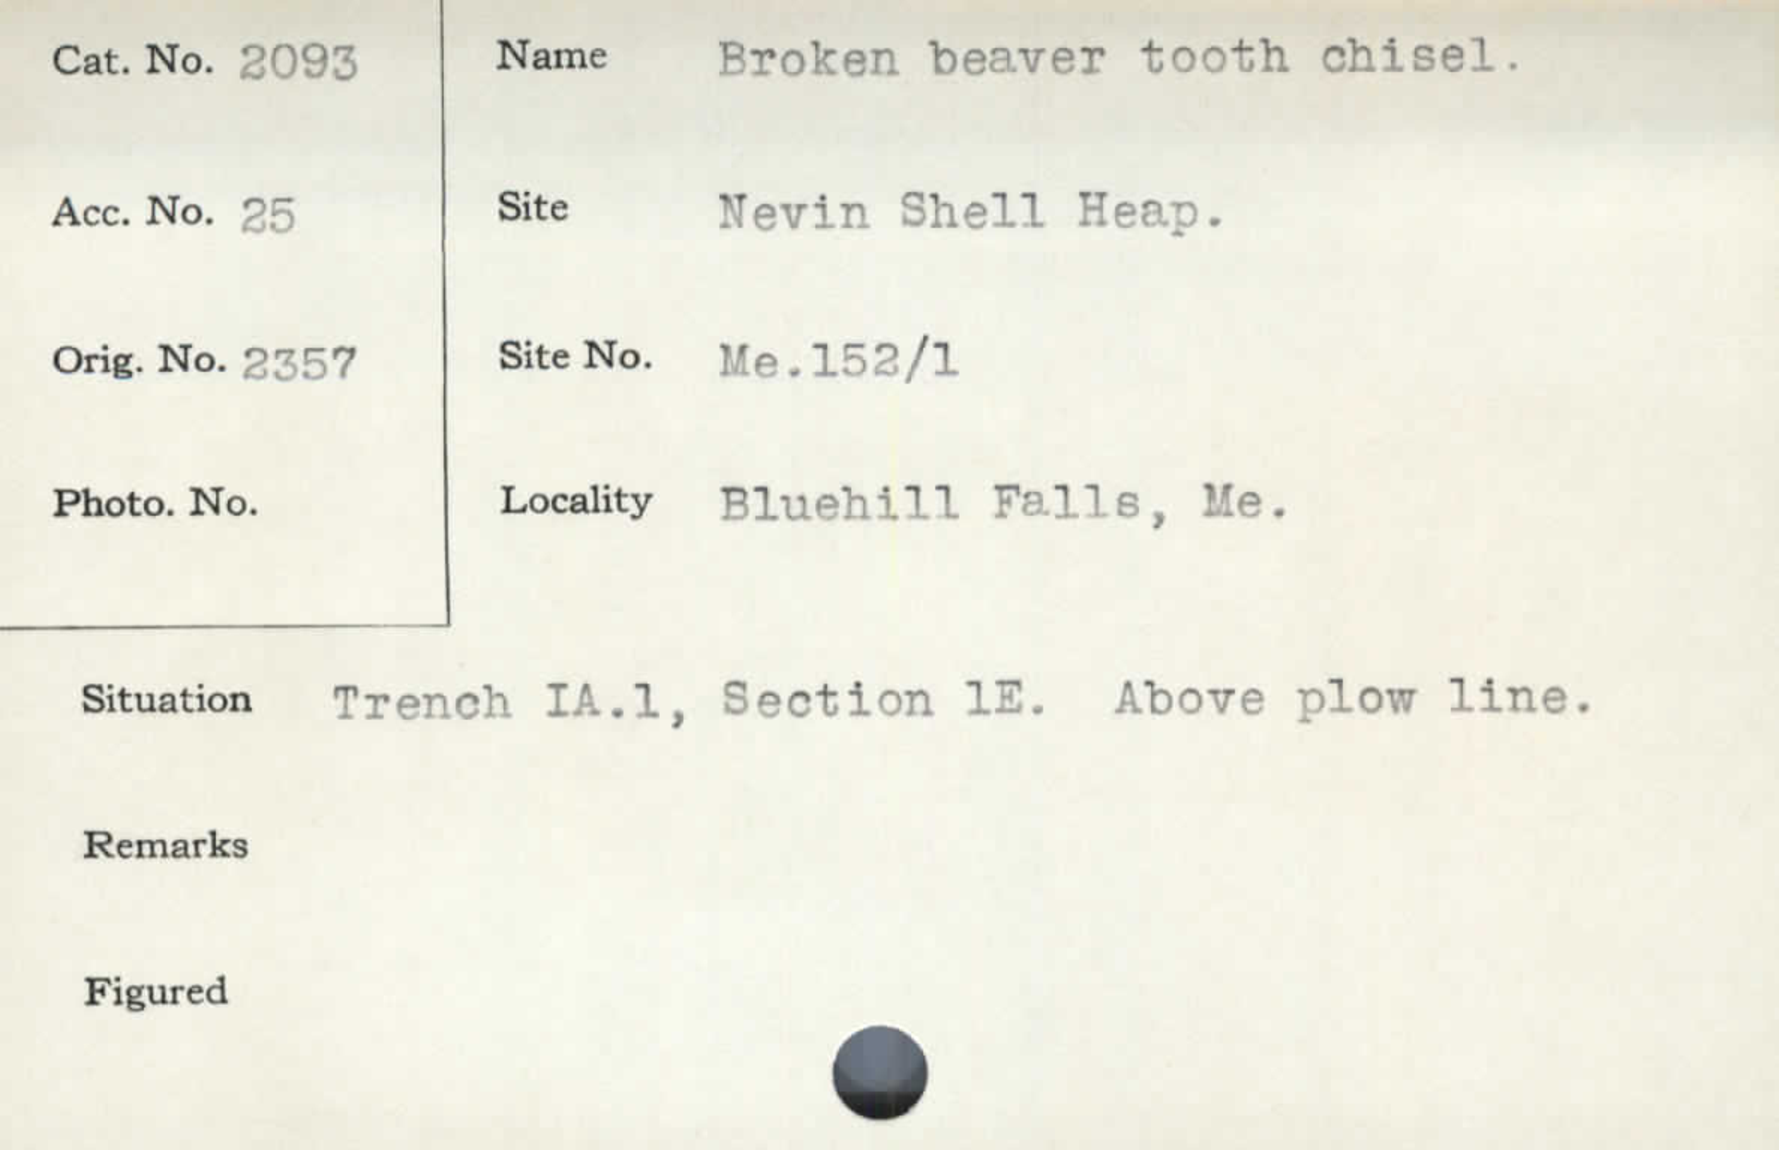 Cat. No. 2093 Name Broken beaver tooth chisel.
Acc. No. 25 Site Nevin Shell Heap.
Orig. No. 2357 Site No. Me.152/1
Photo. No. Locality Bluehill Falls, Me.
Situation Trench IA.1, Section 1E. Above plow line.
Remarks
Figured